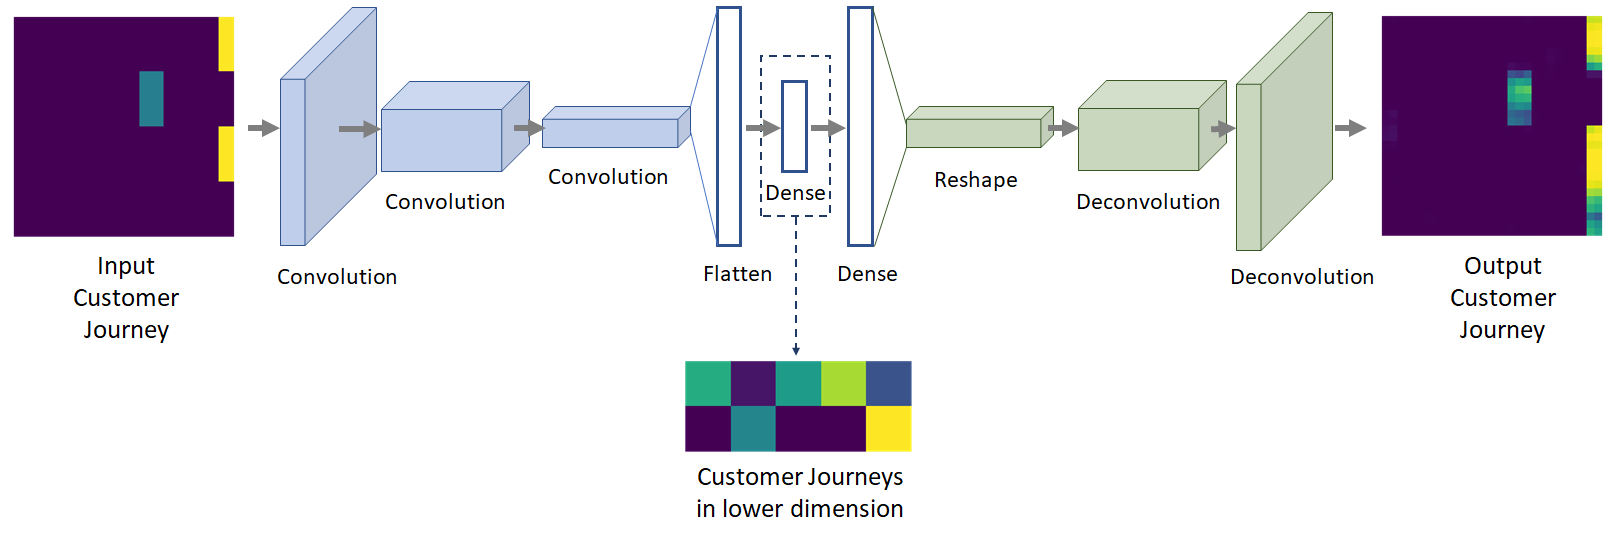 Input
Customer
Journey
Convolution
Convolution
Convolution
Flatten
Dense
Dense
Reshape
Deconvolution
Deconvolution
Output
Customer
Journey
Customer Journeys
in lower dimension